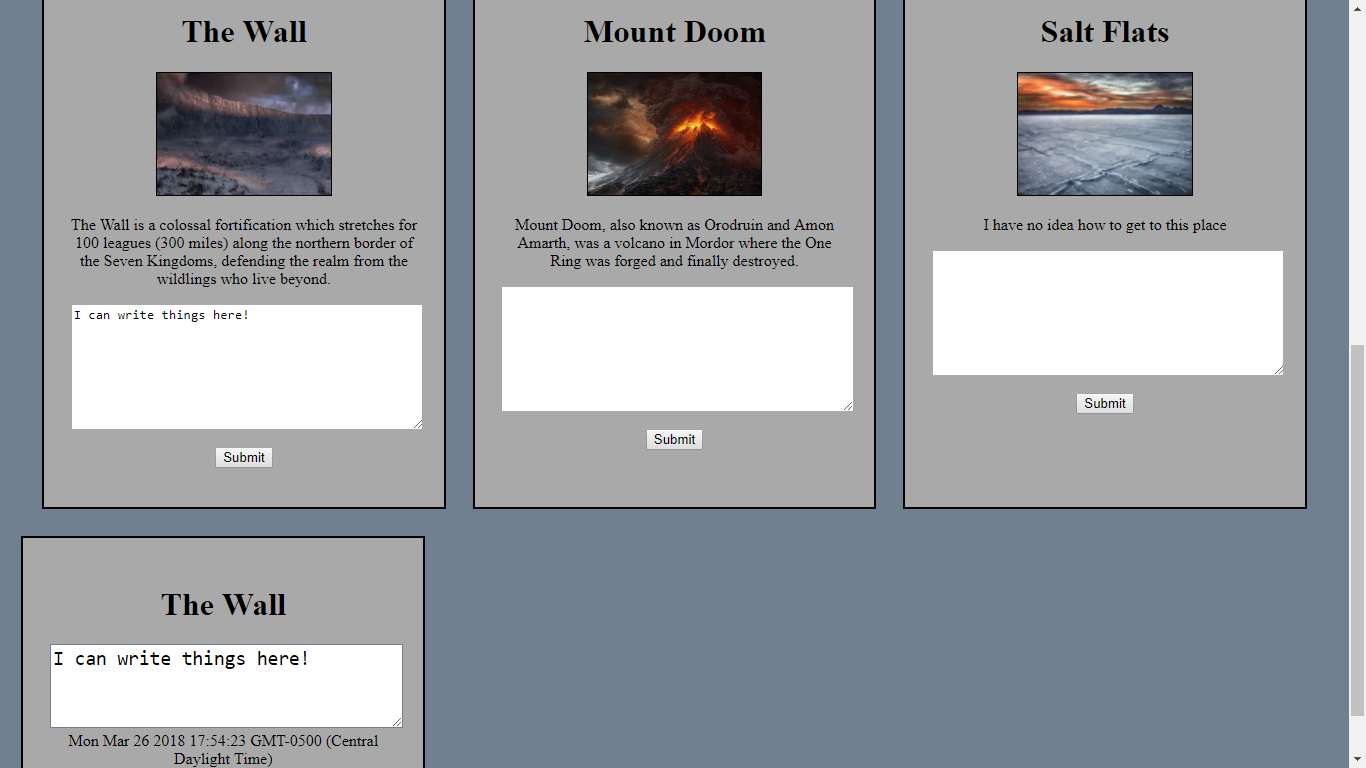 The Wall
The Wall is a colossal fortification which stretches for
100 leagues (300 miles) along the northern border of
the Seven Kingdoms, defending the realm from the
wildlings who live beyond.
I can write things here!
Submit
Mount Doom
Mount Doom, also known as Orodruin and Amon
Amarth, was a volcano in Mordor where the One
Ring was forged and finally destroyed.
Submit
Salt Flats
I have no idea how to get to this place
Submit
The Wall
I can write things here!
Mon Mar 26 2018 17:54:23 GMT-0500 (Central
Daylight Time)